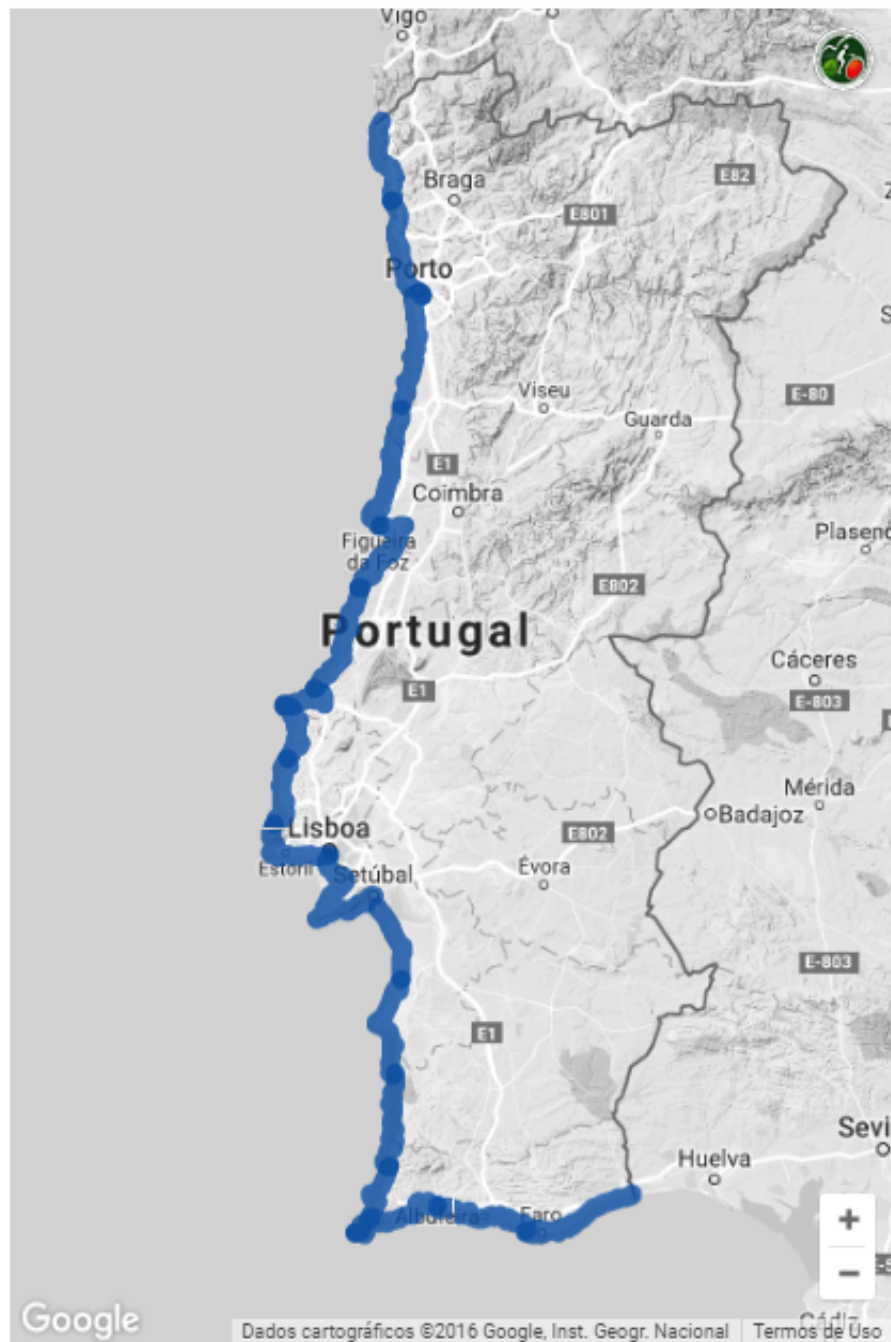 Vigo
Braga
E82
E801
Porto
Viseu
E-80
Guarda
E1
Coimbra
Figueira
da Foz
Plasenc
E802
Portugal
Cáceres
E1
E-803
Mérida
Badajoz
Lisboa
E802
Estoril
Setúbal
Évora
E-803
E1
Sevi
Huelva
Albufeira
Faro
+
−
Cádiz
Google
Dados cartográficos ©2016 Google, Inst. Geogr. Nacional
Termos de Uso